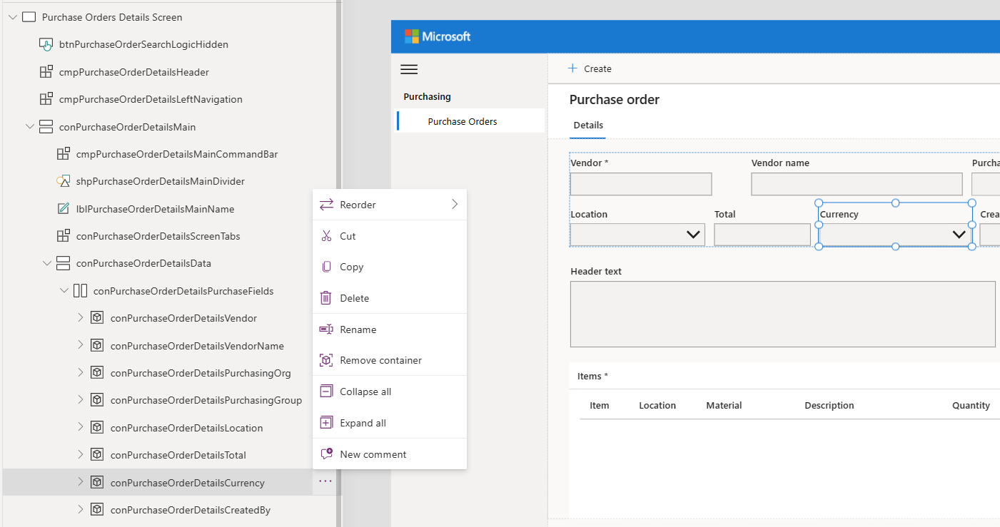 Purchase Orders Details Screen
btnPurchaseOrderSearchLogicHidden
cmpPurchaseOrderDetailsHeader
cmpPurchaseOrderDetailsLeftNavigation
conPurchaseOrderDetailsMain
cmpPurchaseOrderDetailsMainCommandBar
shpPurchaseOrderDetailsMainDivider
lblPurchaseOrderDetailsMainName
conPurchaseOrderDetailsScreenTabs
conPurchaseOrderDetailsData
conPurchaseOrderDetailsPurchaseFields
conPurchaseOrderDetailsVendor
conPurchaseOrderDetailsVendorName
conPurchaseOrderDetailsPurchasingOrg
conPurchaseOrderDetailsPurchasingGroup
conPurchaseOrderDetailsLocation
conPurchaseOrderDetailsTotal
conPurchaseOrderDetailsCurrency
conPurchaseOrderDetailsCreatedBy
Reorder
Cut
Copy
Delete
Rename
Remove container
Collapse all
Expand all
New comment
Microsoft
Purchasing
Purchase Orders
Create
Purchase order
Details
Vendor * Vendor name Purcha
Location Total Currency Crea
Header text
Items *
Item Location Material Description Quantity